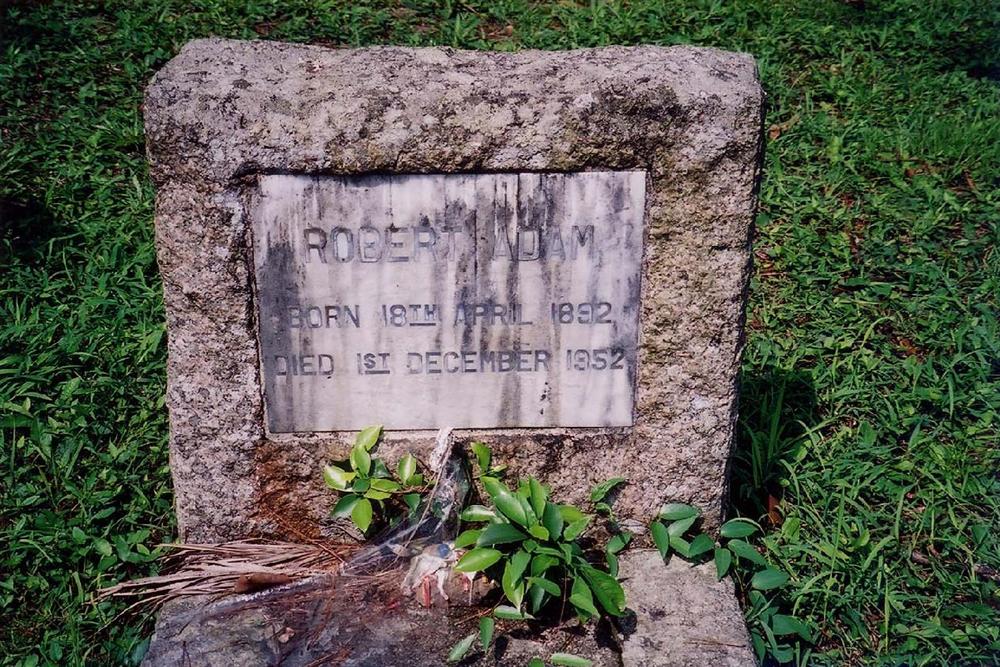 ROBERT ADAM
BORN 18TH APRIL 1892
DIED 1ST DECEMBER 1952